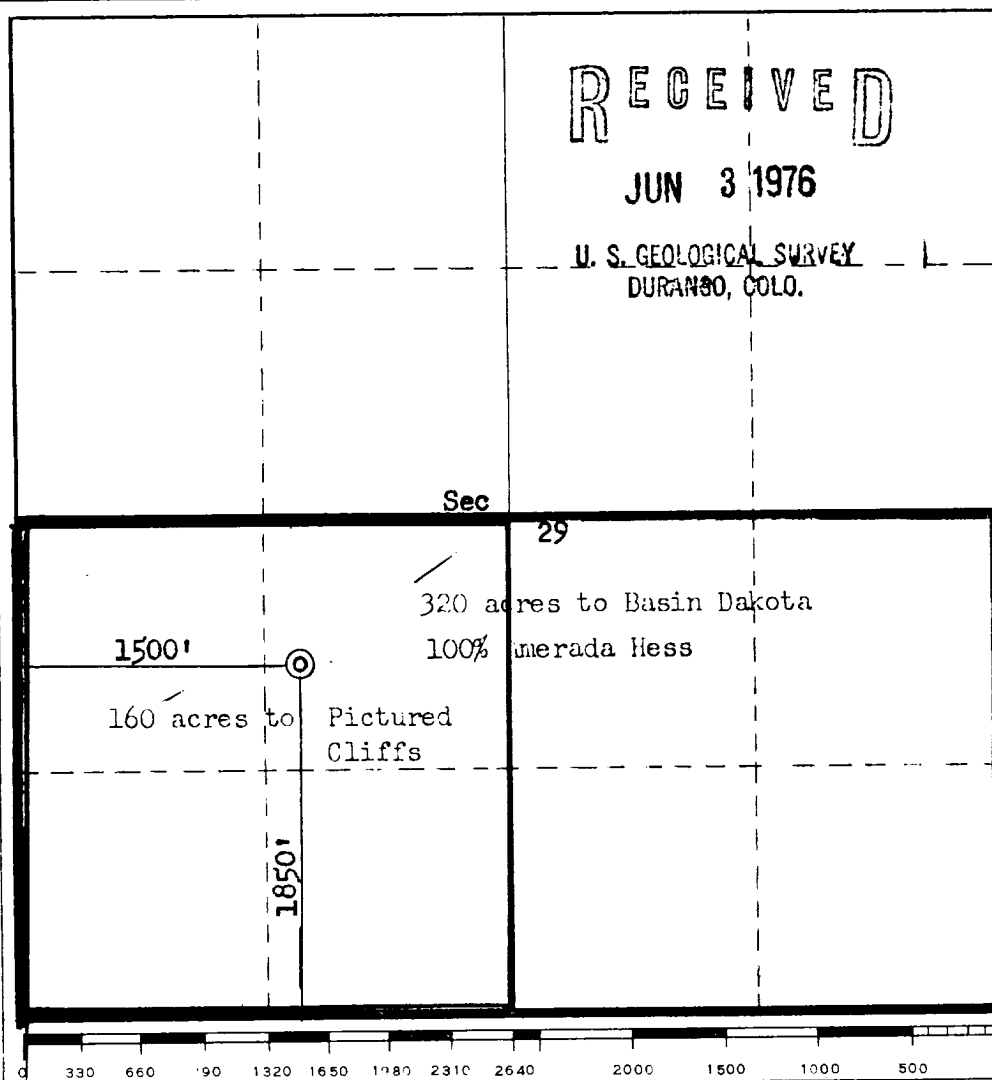 RECEIVED
JUN 3 1976
U. S. GEOLOGICAL SURVEY
DURANGO, COLO.
Sec
29
320 acres to Basin Dakota
100% Amerada Hess
1500'
160 acres to Pictured
Cliffs
1850'
0 330 660 '90 1320 1650 1980 2310 2640 2000 1500 1000 500